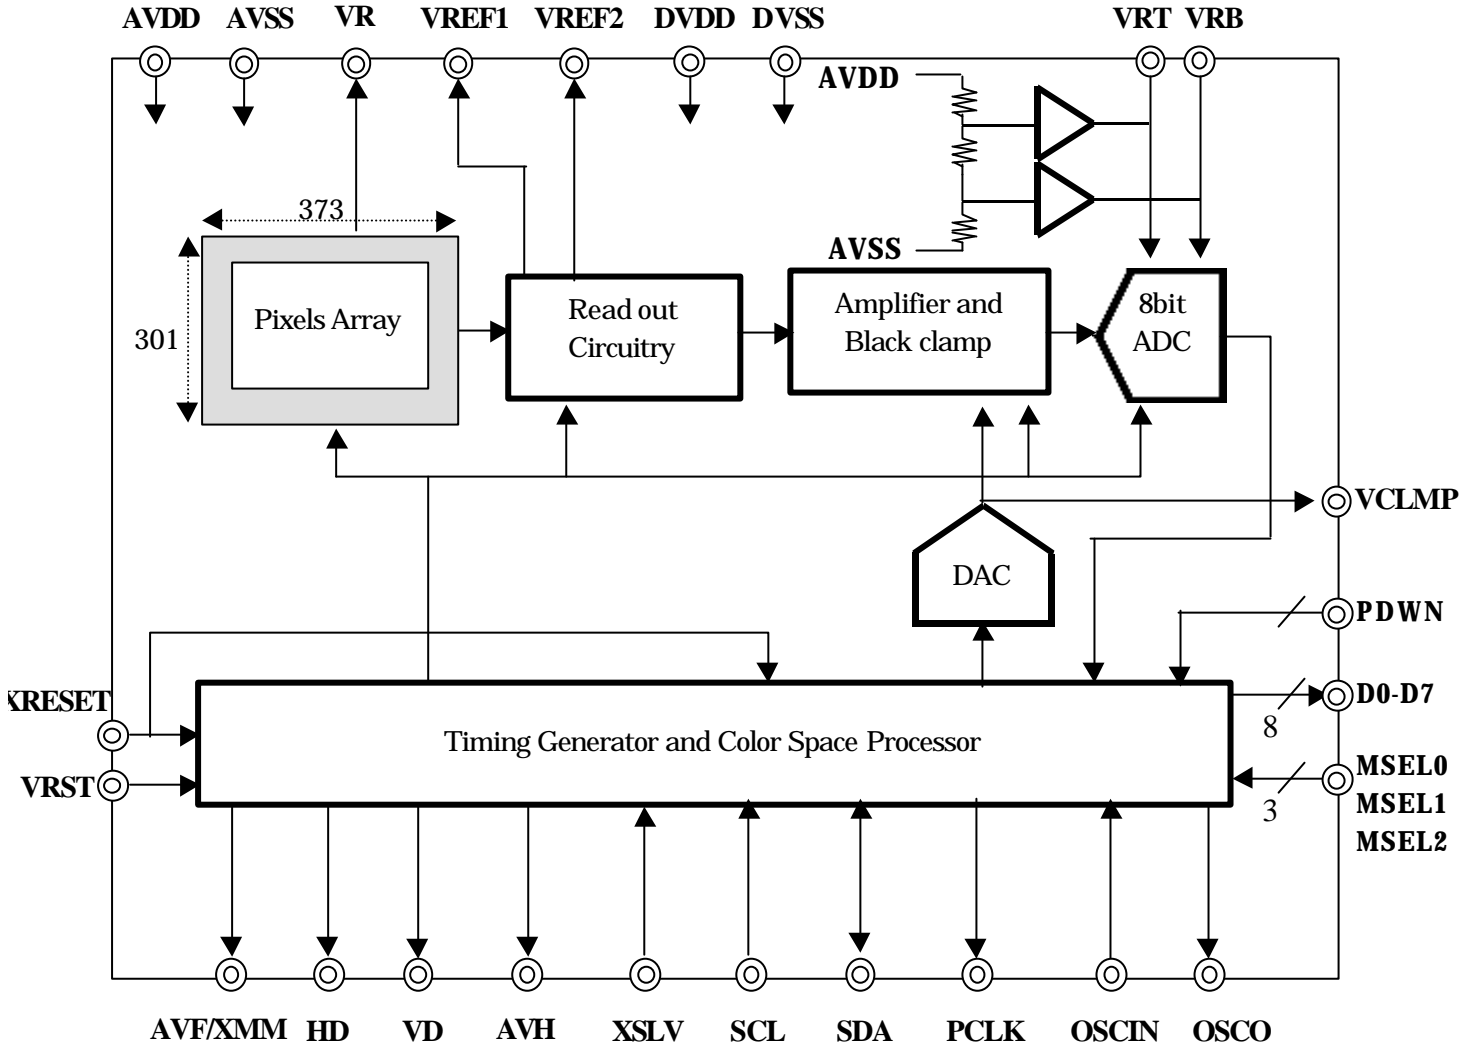 AVDD AVSS VR VREF1 VREF2 DVDD DVSS VRT VRB
AVDD
373
AVSS
301
Pixels Array
Read out
Circuitry
Amplifier and
Black clamp
8bit
ADC
VCLMP
DAC
PDWN
XRESET
D0-D7
8
Timing Generator and Color Space Processor
VRST
MSEL0
3
MSEL1
MSEL2
AVF/XMM HD VD AVH XSLV SCL SDA PCLK OSCIN OSCO